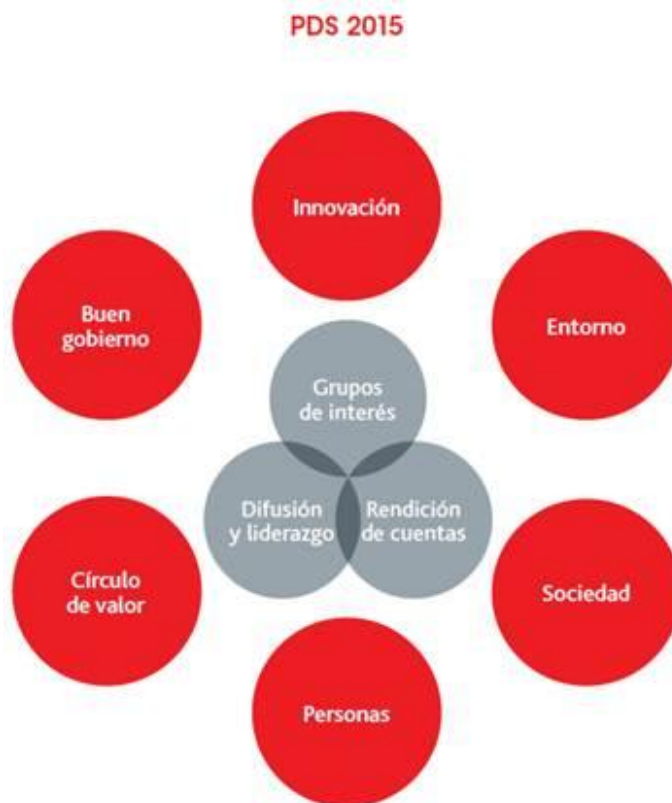 PDS 2015
Innovación
Buen
gobierno
Entorno
Grupos
de interés
Difusión
y liderazgo
Rendición
de cuentas
Círculo
de valor
Sociedad
Personas